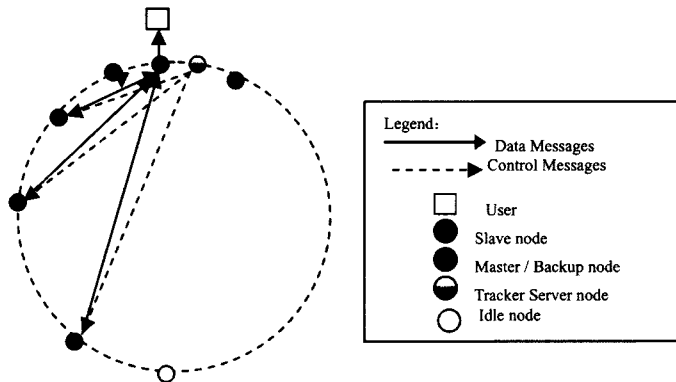 Legend:
Data Messages
Control Messages
User
Slave node
Master / Backup node
Tracker Server node
Idle node